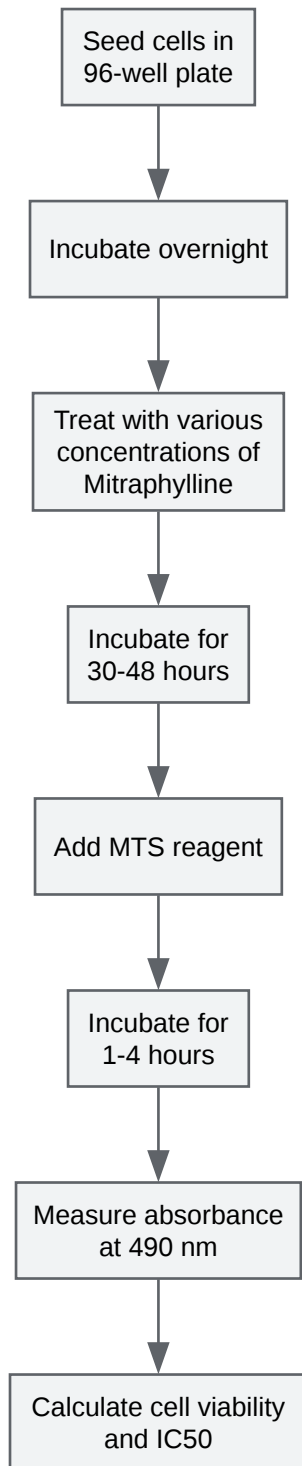 Seed cells in
96-well plate
Incubate overnight
Treat with various
concentrations of
Mitraphylline
Incubate for
30-48 hours
Add MTS reagent
Incubate for
1-4 hours
Measure absorbance
at 490 nm
Calculate cell viability
and IC50